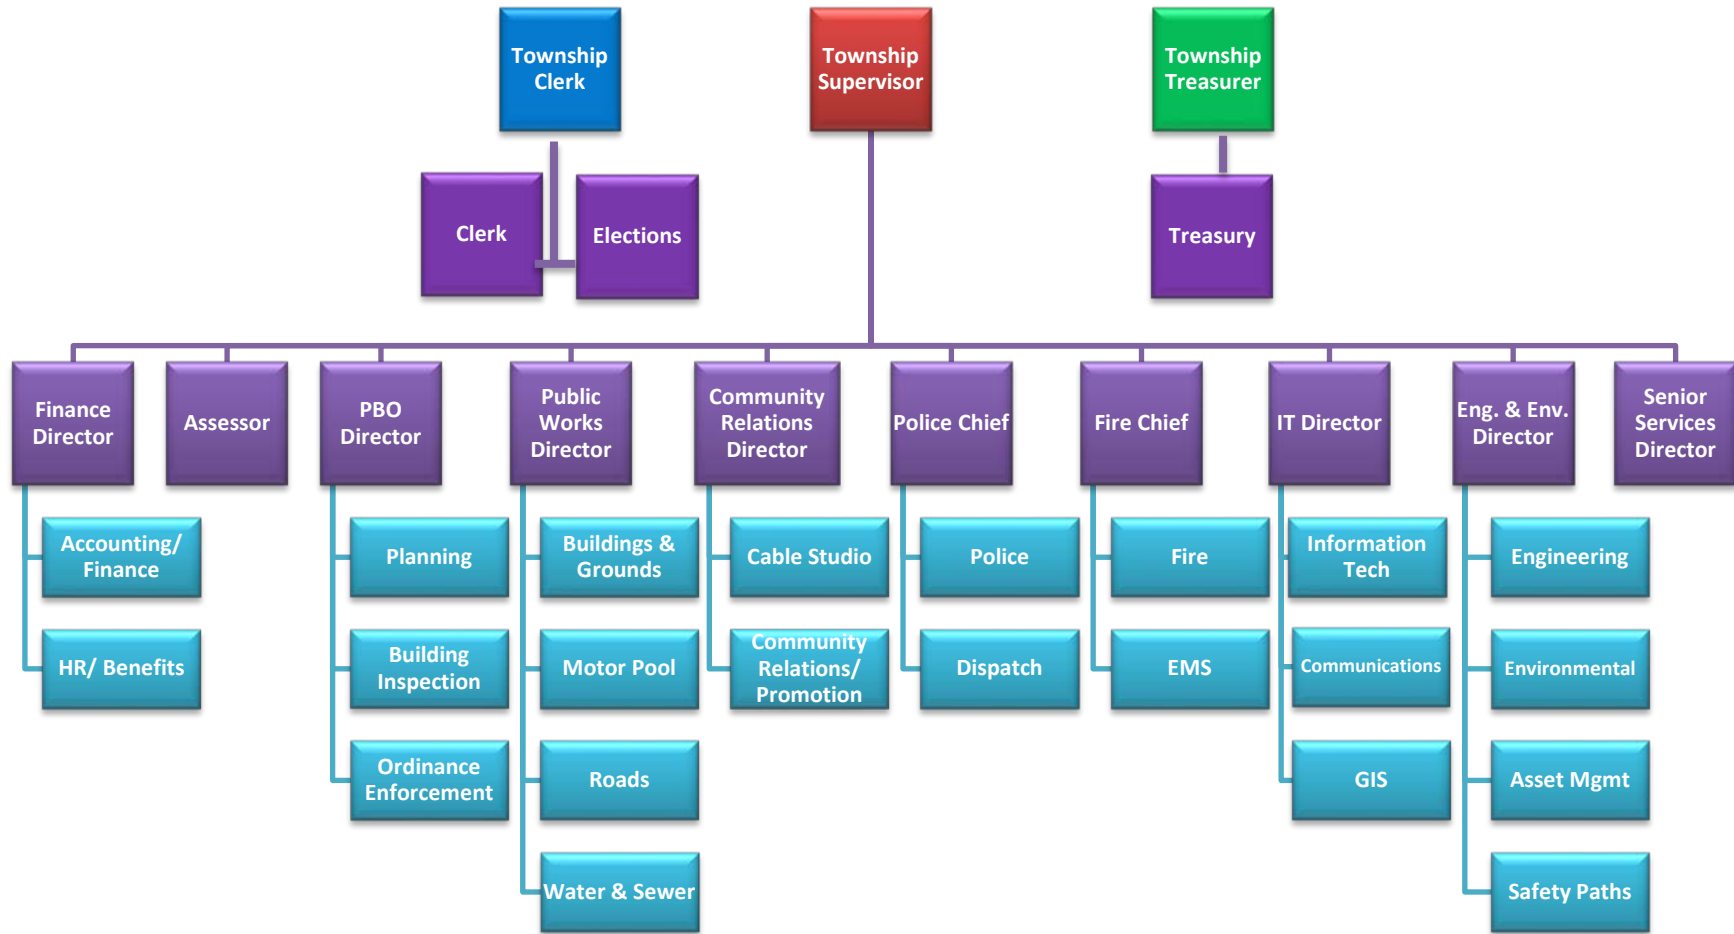 Township
Clerk
Township
Supervisor
Township
Treasurer
Clerk
Elections
Treasury
Finance
Director
Assessor
PBO
Director
Public
Works
Director
Community
Relations
Director
Police Chief
Fire Chief
IT Director
Eng. & Env.
Director
Senior
Services
Director
Accounting/
Finance
HR/ Benefits
Planning
Building
Inspection
Ordinance
Enforcement
Buildings &
Grounds
Motor Pool
Roads
Water & Sewer
Cable Studio
Community
Relations/
Promotion
Police
Dispatch
Fire
EMS
Information
Tech
Communications
GIS
Engineering
Environmental
Asset Mgmt
Safety Paths